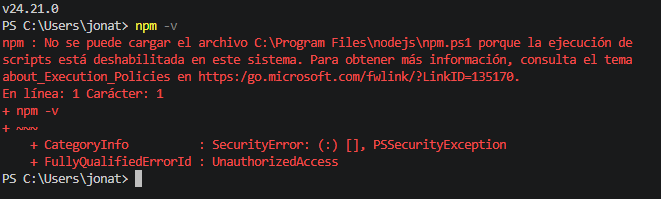 v24.21.0
PS C:\Users\jonat> npm -v
npm : No se puede cargar el archivo C:\Program Files\nodejs\npm.ps1 porque la ejecución de
scripts está deshabilitada en este sistema. Para obtener más información, consulta el tema
about_Execution_Policies en https:/go.microsoft.com/fwlink/?LinkID=135170.
En línea: 1 Carácter: 1
+ npm -v
+ ~~~
    + CategoryInfo          : SecurityError: (:) [], PSSecurityException
    + FullyQualifiedErrorId : UnauthorizedAccess
PS C:\Users\jonat>